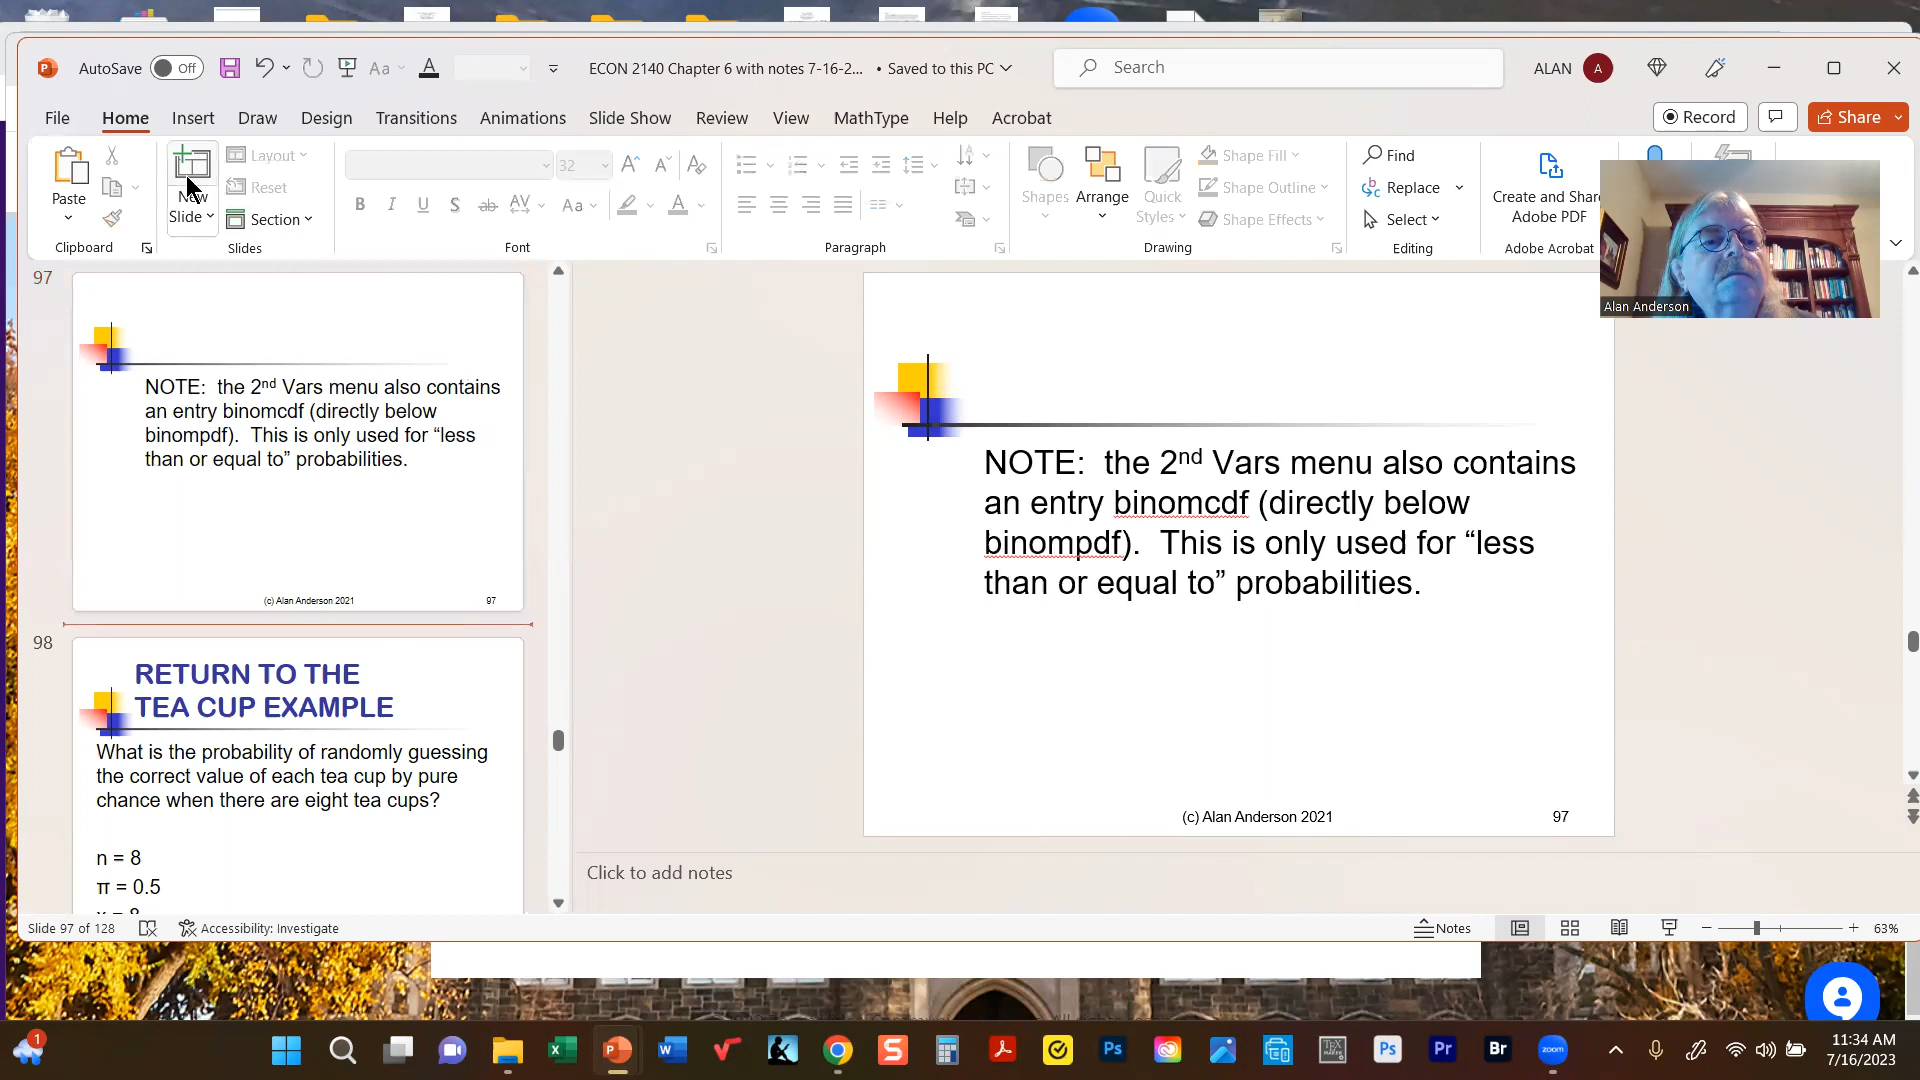 AutoSave
Off
ECON 2140 Chapter 6 with notes 7-16-2... • Saved to this PC
Search
ALAN
A
File
Home
Insert
Draw
Design
Transitions
Animations
Slide Show
Review
View
MathType
Help
Acrobat
Record
Share
Paste
Clipboard
New
Slide
Layout
Reset
Section
Slides
32
Font
Paragraph
Shapes
Arrange
Quick
Styles
Shape Fill
Shape Outline
Shape Effects
Drawing
Find
Replace
Select
Editing
Create and Share
Adobe PDF
Adobe Acrobat
Alan Anderson
97
NOTE: the 2nd Vars menu also contains
an entry binomcdf (directly below
binompdf). This is only used for “less
than or equal to” probabilities.
(c) Alan Anderson 2021
97
98
RETURN TO THE
TEA CUP EXAMPLE
What is the probability of randomly guessing
the correct value of each tea cup by pure
chance when there are eight tea cups?
n = 8
π = 0.5
NOTE: the 2nd Vars menu also contains
an entry binomcdf (directly below
binompdf). This is only used for “less
than or equal to” probabilities.
(c) Alan Anderson 2021
97
Click to add notes
Slide 97 of 128
Accessibility: Investigate
Notes
63%
1
zoom
11:34 AM
7/16/2023